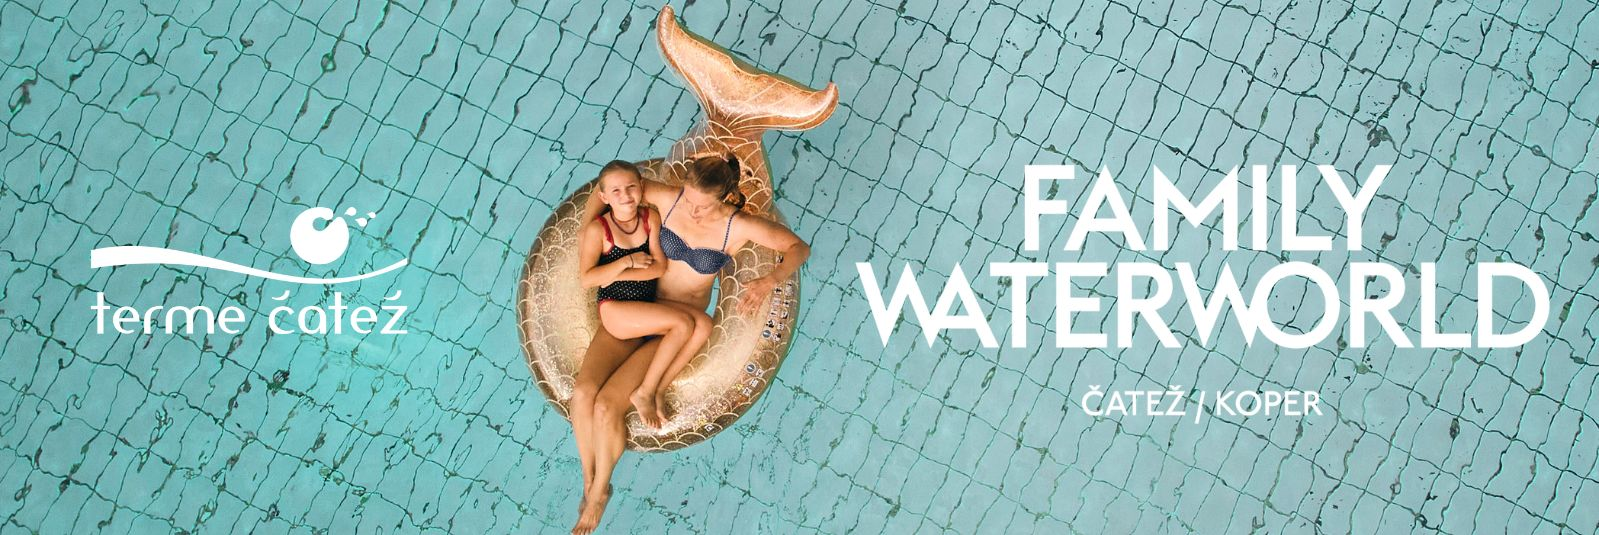 terme čatež
FAMILY
WATERWORLD
ČATEŽ / KOPER